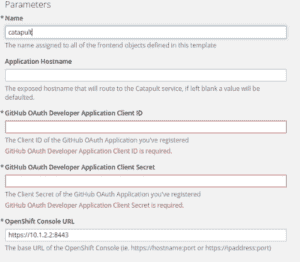 Parameters
* Name
catapult
The name assigned to all of the frontend objects defined in this template
Application Hostname
The exposed hostname that will route to the Catapult service, if left blank a value will be
defaulted.
* GitHub OAuth Developer Application Client ID
The Client ID of the GitHub OAuth Application you've registered
GitHub OAuth Developer Application Client ID is required.
* GitHub OAuth Developer Application Client Secret
The Client Secret of the GitHub OAuth Application you've registered
GitHub OAuth Developer Application Client Secret is required.
* OpenShift Console URL
https://10.1.2.2:8443
The base URL of the OpenShift Console (ie. https://hostname:port or https://ipaddress:port)